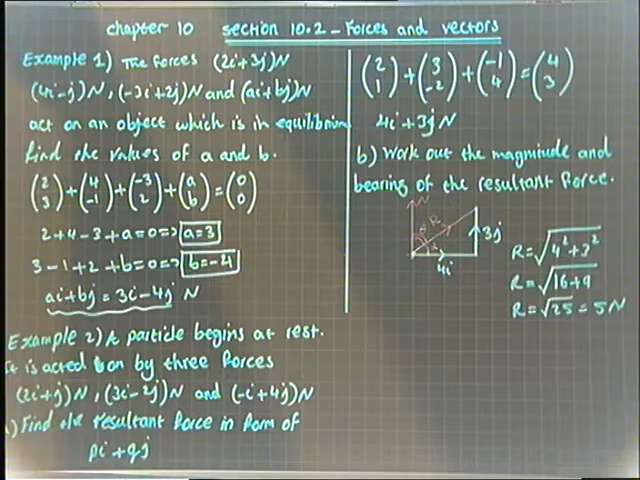 chapter 10 section 10.2 - Forces and vectors
Example 1) The forces (2i+3j)N
(4i-j)N, (-3i+2j)N and (ai+bj)N
act on an object which is in equilibrium
find the values of a and b.
(2 3) + (4 -1) + (-3 2) + (a b) = (0 0)
2+4-3+a=0 => a=3
3-1+2+b=0 => b=-4
ai+bj = 3i-4j N
Example 2) A particle begins at rest.
It is acted on by three forces
(2i+j)N, (3i-2j)N and (-i+4j)N
) Find the resultant force in form of
pi+qj
(2 1) + (3 -2) + (-1 4) = (4 3)
4i+3j N
b) Work out the magnitude and
bearing of the resultant force.
N
R
3j
4i
R=√4²+3²
R=√16+9
R=√25=5N